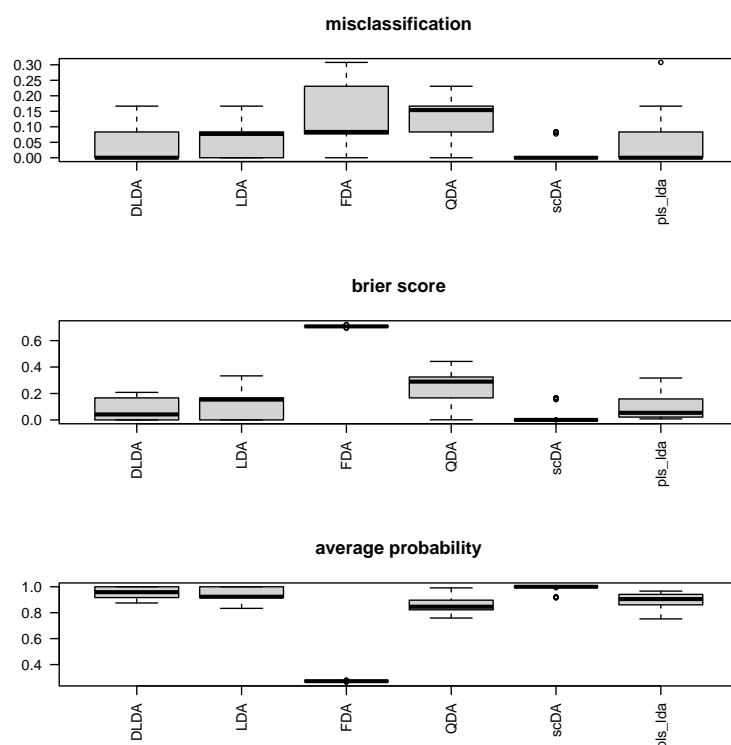 misclassification
0.30
0.25
0.20
0.15
0.10
0.05
0.00
DLDA
LDA
FDA
QDA
scDA
pls_lda
brier score
0.6
0.4
0.2
0.0
DLDA
LDA
FDA
QDA
scDA
pls_lda
average probability
1.0
0.8
0.6
0.4
DLDA
LDA
FDA
QDA
scDA
pls_lda